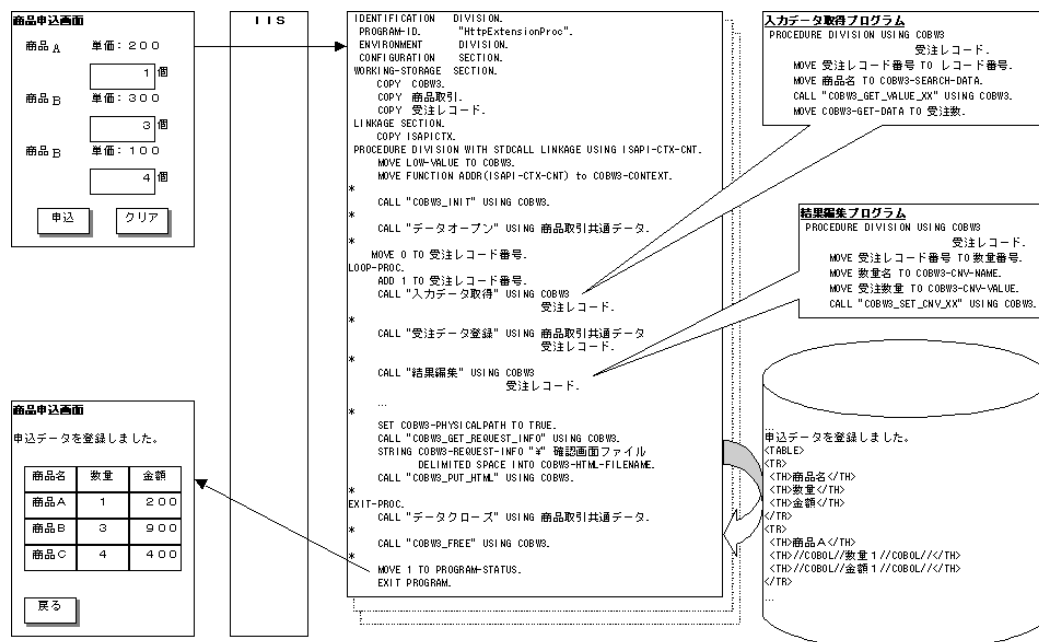 商品申込画面
商品A 単価:200
1 個
商品B 単価:300
3 個
商品B 単価:100
4 個
申込 クリア
IIS
IDENTIFICATION DIVISION.
PROGRAM-ID. "HttpExtensionProc".
ENVIRONMENT DIVISION.
CONFIGURATION SECTION.
WORKING-STORAGE SECTION.
COPY COBW3.
COPY 商品取引.
COPY 受注レコード.
LINKAGE SECTION.
COPY ISAPICTX.
PROCEDURE DIVISION WITH STDCALL LINKAGE USING ISAPI-CTX-CNT.
MOVE LOW-VALUE TO COBW3.
MOVE FUNCTION ADDR(ISAPI-CTX-CNT) to COBW3-CONTEXT.
*
CALL "COBW3_INIT" USING COBW3.
*
CALL "データオープン" USING 商品取引共通データ.
*
MOVE 0 TO 受注レコード番号.
LOOP-PROC.
ADD 1 TO 受注レコード番号.
CALL "入力データ取得" USING COBW3
受注レコード.
*
CALL "受注データ登録" USING 商品取引共通データ
受注レコード.
*
CALL "結果編集" USING COBW3
受注レコード.
...
*
SET COBW3-PHYSICALPATH TO TRUE.
CALL "COBW3_GET_REQUEST_INFO" USING COBW3.
STRING COBW3-REQUEST-INFO "¥" 確認画面ファイル
DELIMITED SPACE INTO COBW3-HTML-FILENAME.
CALL "COBW3_PUT_HTML" USING COBW3.
*
EXIT-PROC.
CALL "データクローズ" USING 商品取引共通データ.
*
CALL "COBW3_FREE" USING COBW3.
*
MOVE 1 TO PROGRAM-STATUS.
EXIT PROGRAM.
入力データ取得プログラム
PROCEDURE DIVISION USING COBW3
受注レコード.
MOVE 受注レコード番号 TO レコード番号.
MOVE 商品名 TO COBW3-SEARCH-DATA.
CALL "COBW3_GET_VALUE_XX" USING COBW3.
MOVE COBW3-GET-DATA TO 受注数.
結果編集プログラム
PROCEDURE DIVISION USING COBW3
受注レコード.
MOVE 受注レコード番号 TO 数量番号.
MOVE 数量名 TO COBW3-CNV-NAME.
MOVE 受注数量 TO COBW3-CNV-VALUE.
CALL "COBW3_SET_CNV_XX" USING COBW3.
...
申込データを登録しました。
<TABLE>
<TR>
<TH>商品名</TH>
<TH>数量</TH>
<TH>金額</TH>
</TR>
<TR>
<TH>商品A</TH>
<TH>//COBOL//数量1//COBOL//</TH>
<TH>//COBOL//金額1//COBOL//</TH>
</TR>
...
商品申込画面
申込データを登録しました。
商品名 数量 金額
商品A 1 200
商品B 3 900
商品C 4 400
戻る